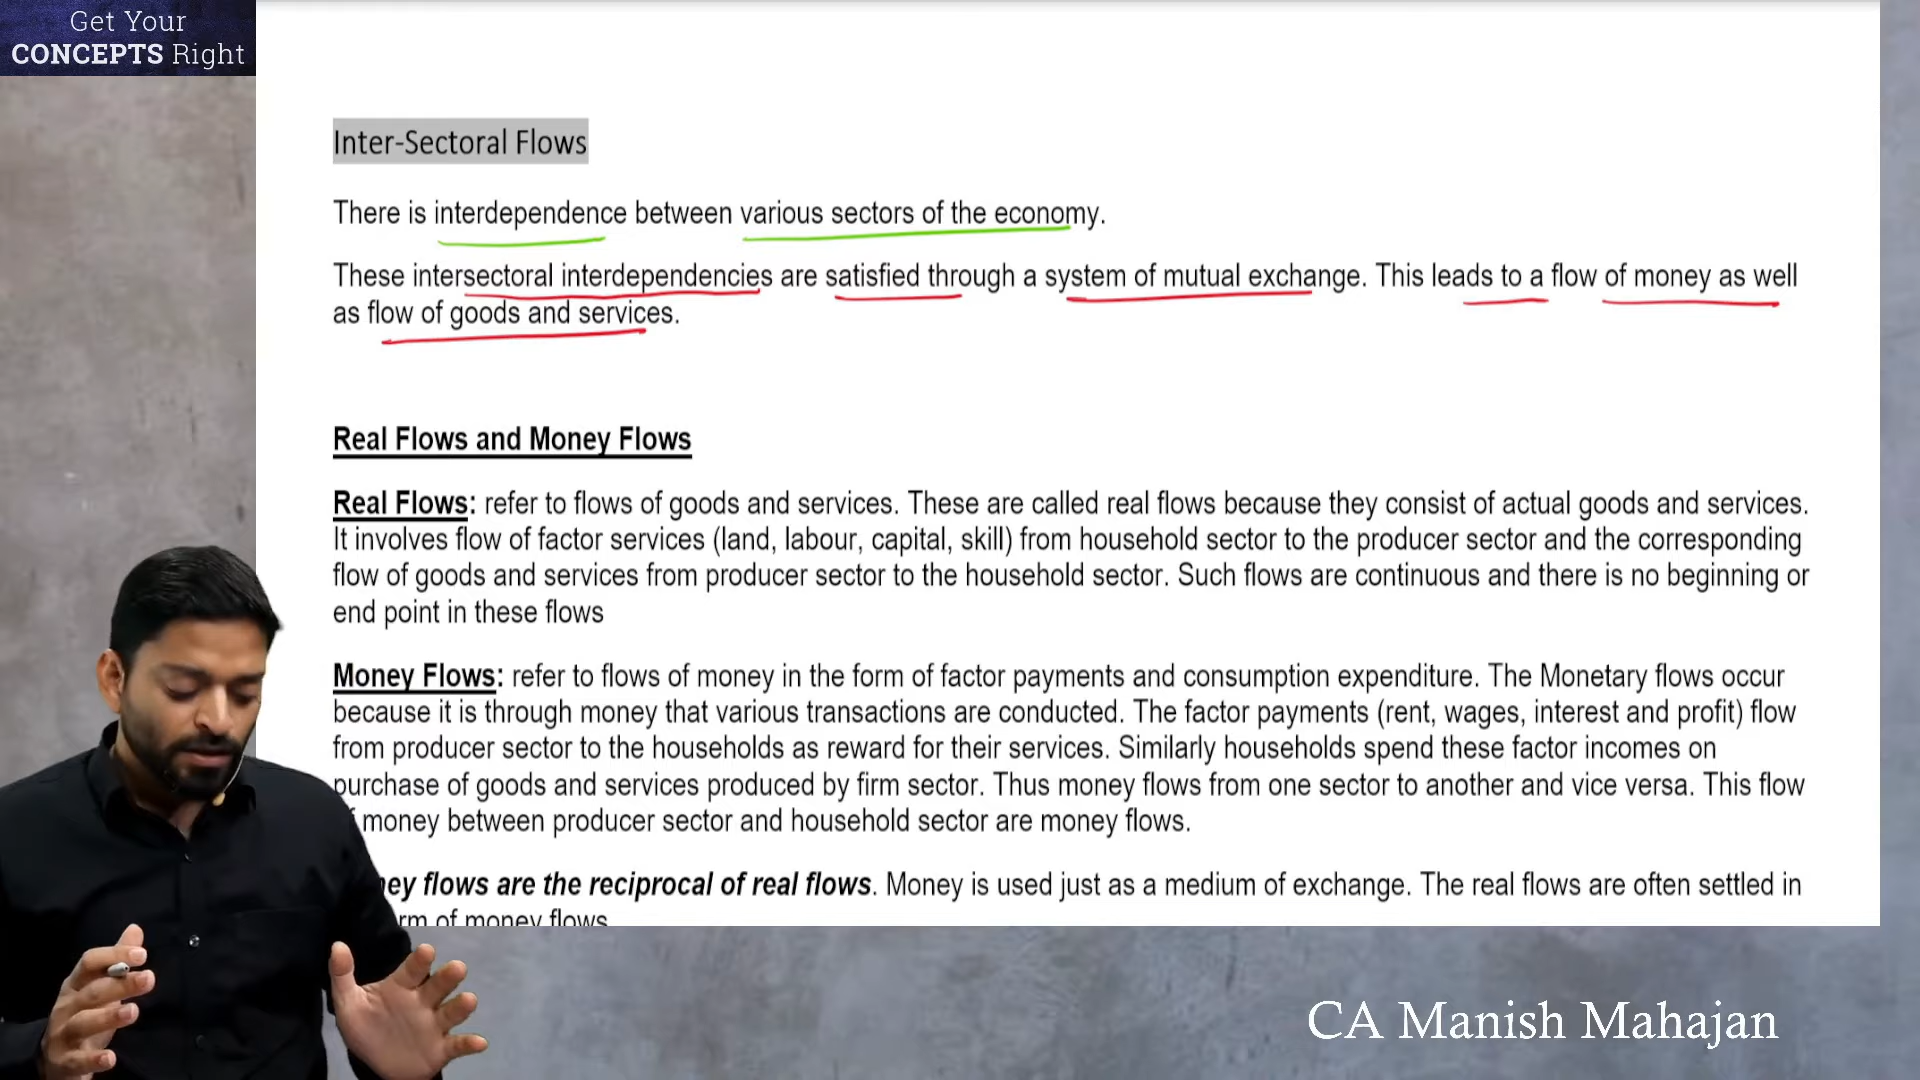 Get Your
CONCEPTS Right
Inter-Sectoral Flows
There is interdependence between various sectors of the economy.
These intersectoral interdependencies are satisfied through a system of mutual exchange. This leads to a flow of money as well
as flow of goods and services.
Real Flows and Money Flows
Real Flows: refer to flows of goods and services. These are called real flows because they consist of actual goods and services.
It involves flow of factor services (land, labour, capital, skill) from household sector to the producer sector and the corresponding
flow of goods and services from producer sector to the household sector. Such flows are continuous and there is no beginning or
end point in these flows
Money Flows: refer to flows of money in the form of factor payments and consumption expenditure. The Monetary flows occur
because it is through money that various transactions are conducted. The factor payments (rent, wages, interest and profit) flow
from producer sector to the households as reward for their services. Similarly households spend these factor incomes on
purchase of goods and services produced by firm sector. Thus money flows from one sector to another and vice versa. This flow
money between producer sector and household sector are money flows.
flows are the reciprocal of real flows. Money is used just as a medium of exchange. The real flows are often settled in
of money flows
CA Manish Mahajan